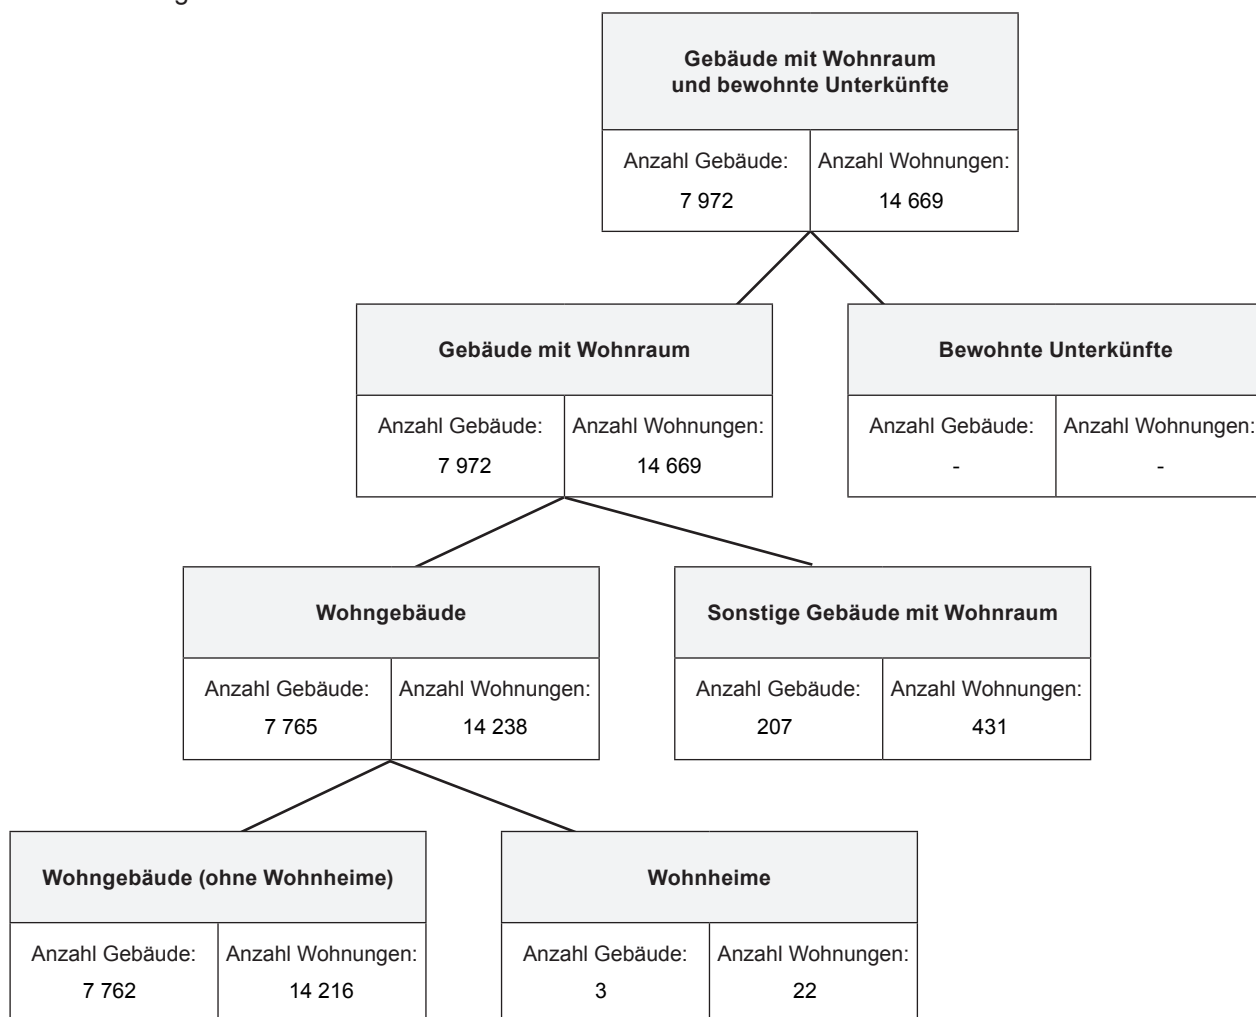 Gebäude mit Wohnraum
und bewohnte Unterkünfte
Anzahl Gebäude: Anzahl Wohnungen:
7 972 14 669
Gebäude mit Wohnraum
Anzahl Gebäude: Anzahl Wohnungen:
7 972 14 669
Bewohnte Unterkünfte
Anzahl Gebäude: Anzahl Wohnungen:
- -
Wohngebäude
Anzahl Gebäude: Anzahl Wohnungen:
7 765 14 238
Sonstige Gebäude mit Wohnraum
Anzahl Gebäude: Anzahl Wohnungen:
207 431
Wohngebäude (ohne Wohnheime)
Anzahl Gebäude: Anzahl Wohnungen:
7 762 14 216
Wohnheime
Anzahl Gebäude: Anzahl Wohnungen:
3 22